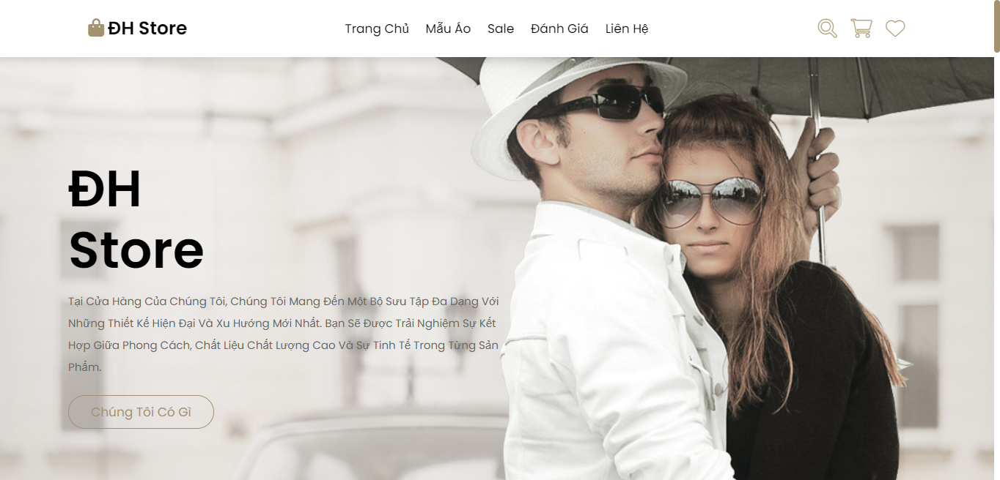 ĐH Store
Trang Chủ Mẫu Áo Sale Đánh Giá Liên Hệ
ĐH
Store
Tại Cửa Hàng Của Chúng Tôi, Chúng Tôi Mang Đến Một Bộ Sưu Tập Đa Dạng Với
Những Thiết Kế Hiện Đại Và Xu Hướng Mới Nhất. Bạn Sẽ Được Trải Nghiệm Sự Kết
Hợp Giữa Phong Cách, Chất Liệu Chất Lượng Cao Và Sự Tinh Tế Trong Từng Sản
Phẩm.
Chúng Tôi Có Gì